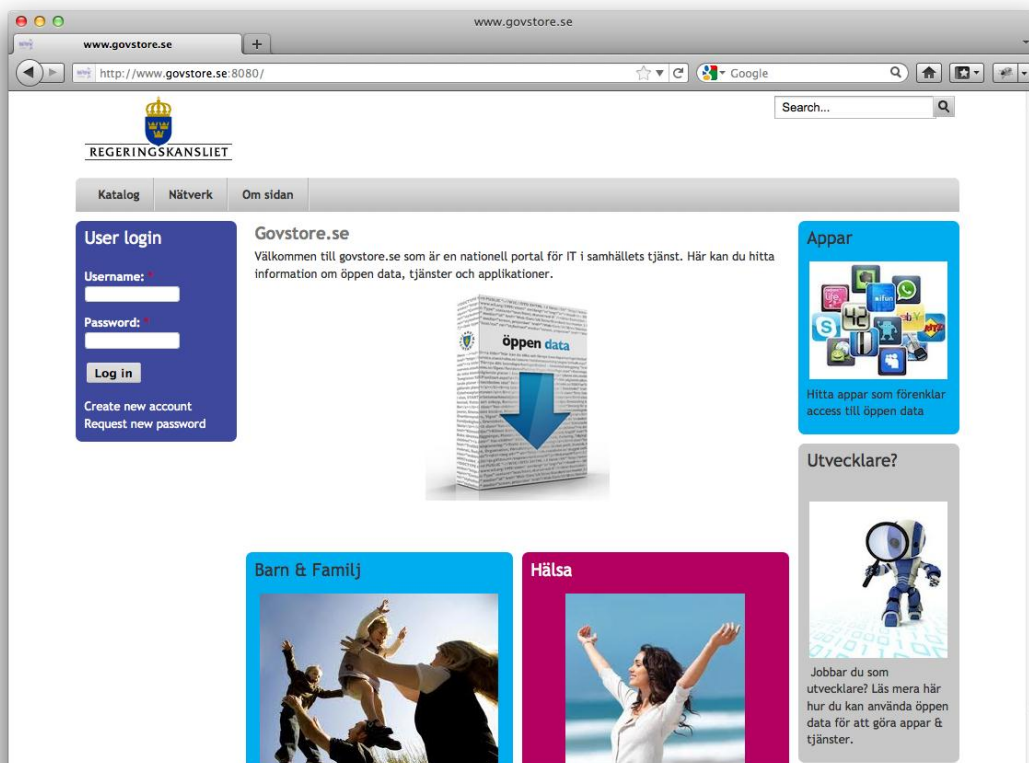 www.govstore.se
www.govstore.se
http://www.govstore.se:8080/
Google
REGERINGSKANSLIET
Search...
Katalog Nätverk Om sidan
User login
Username: *
Password: *
Log in
Create new account
Request new password
Govstore.se
Välkommen till govstore.se som är en nationell portal för IT i samhällets tjänst. Här kan du hitta
information om öppen data, tjänster och applikationer.
öppen data
Barn & Familj
Hälsa
Appar
aifun
42
Hitta appar som förenklar
access till öppen data
Utvecklare?
Jobbar du som
utvecklare? Läs mera här
hur du kan använda öppen
data för att göra appar &
tjänster.